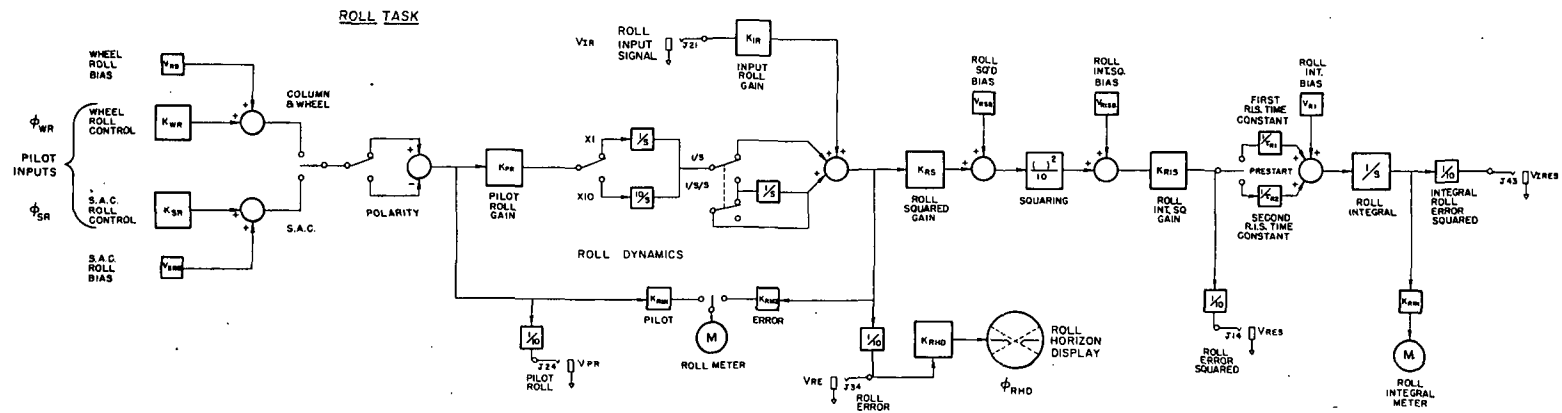 ROLL TASK
WHEEL
ROLL
BIAS
V_RB
ϕ_WR
PILOT
INPUTS
ϕ_SR
WHEEL
ROLL
CONTROL
K_WR
S.A.C.
ROLL
CONTROL
K_SR
S.A.C.
ROLL
BIAS
COLUMN
& WHEEL
S.A.C.
+
+
+
+
+
-
POLARITY
K_PR
PILOT
ROLL
GAIN
X1
1/S
X10
10/S
1/S
1/S/S
1/S
ROLL DYNAMICS
V_IR
ROLL
INPUT
SIGNAL
J21
K_IR
INPUT
ROLL
GAIN
+
+
+
K_RS
ROLL
SQUARED
GAIN
ROLL
SQ'D
BIAS
V_RSB
+
+
( )²
10
SQUARING
ROLL
INT.SQ.
BIAS
V_RISB
+
+
K_RIS
ROLL
INT. SQ
GAIN
FIRST
R.I.S. TIME
CONSTANT
PRESTART
SECOND
R.I.S. TIME
CONSTANT
ROLL
INT.
BIAS
V_RI
+
+
+
1/S
ROLL
INTEGRAL
1/10
INTEGRAL
ROLL
ERROR
SQUARED
J43
V_IRES
1/10
J24
V_PR
PILOT
ROLL
PILOT
M
ROLL METER
ERROR
1/10
V_RE
J34
ROLL
ERROR
K_RHD
ROLL
HORIZON
DISPLAY
ϕ_RHD
1/10
J14
V_RES
ROLL
ERROR
SQUARED
M
ROLL
INTEGRAL
METER